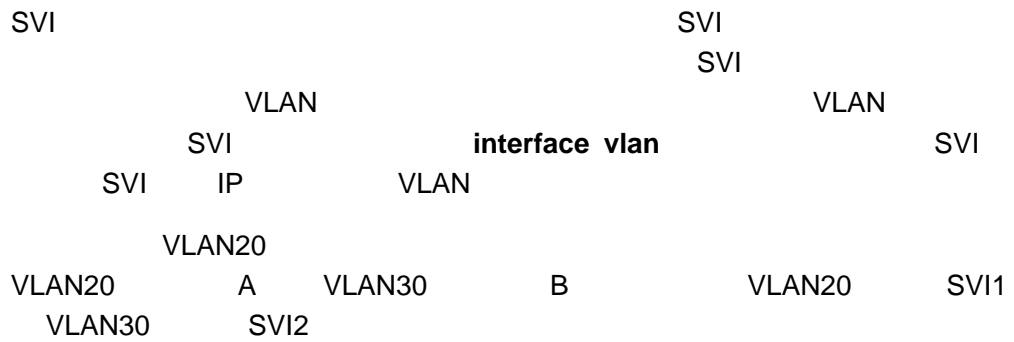 SVI SVI
SVI
VLAN VLAN
SVI interface vlan SVI
SVI IP VLAN
VLAN20
VLAN20 A VLAN30 B VLAN20 SVI1
VLAN30 SVI2